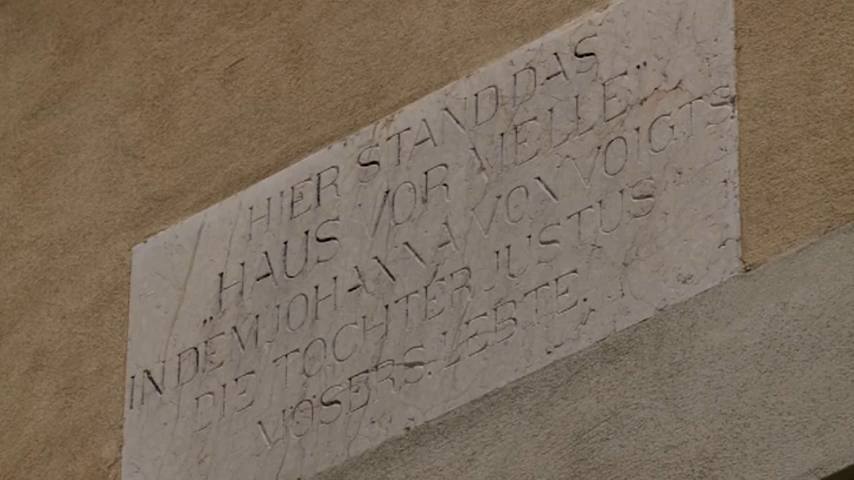 HIER STAND DAS
„HAUS VOR MELLE"
IN DEM JOHANNA VON VOIGTS
DIE TOCHTER JUSTUS
MÖSERS. LEBTE.